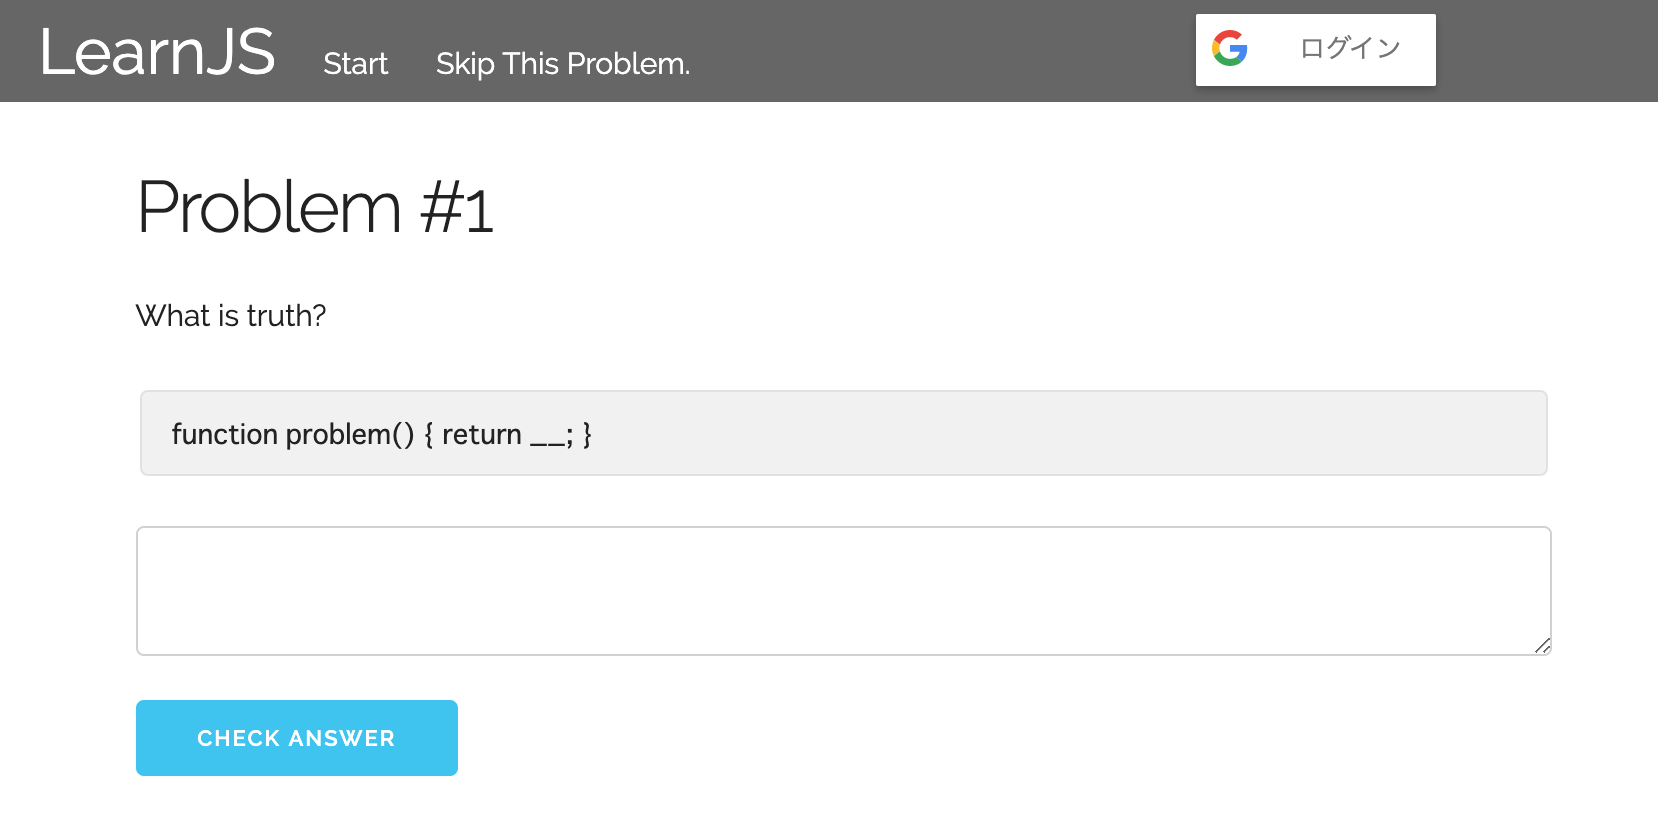 LearnJS Start Skip This Problem. ログイン
Problem #1
What is truth?
function problem() { return __; }
CHECK ANSWER